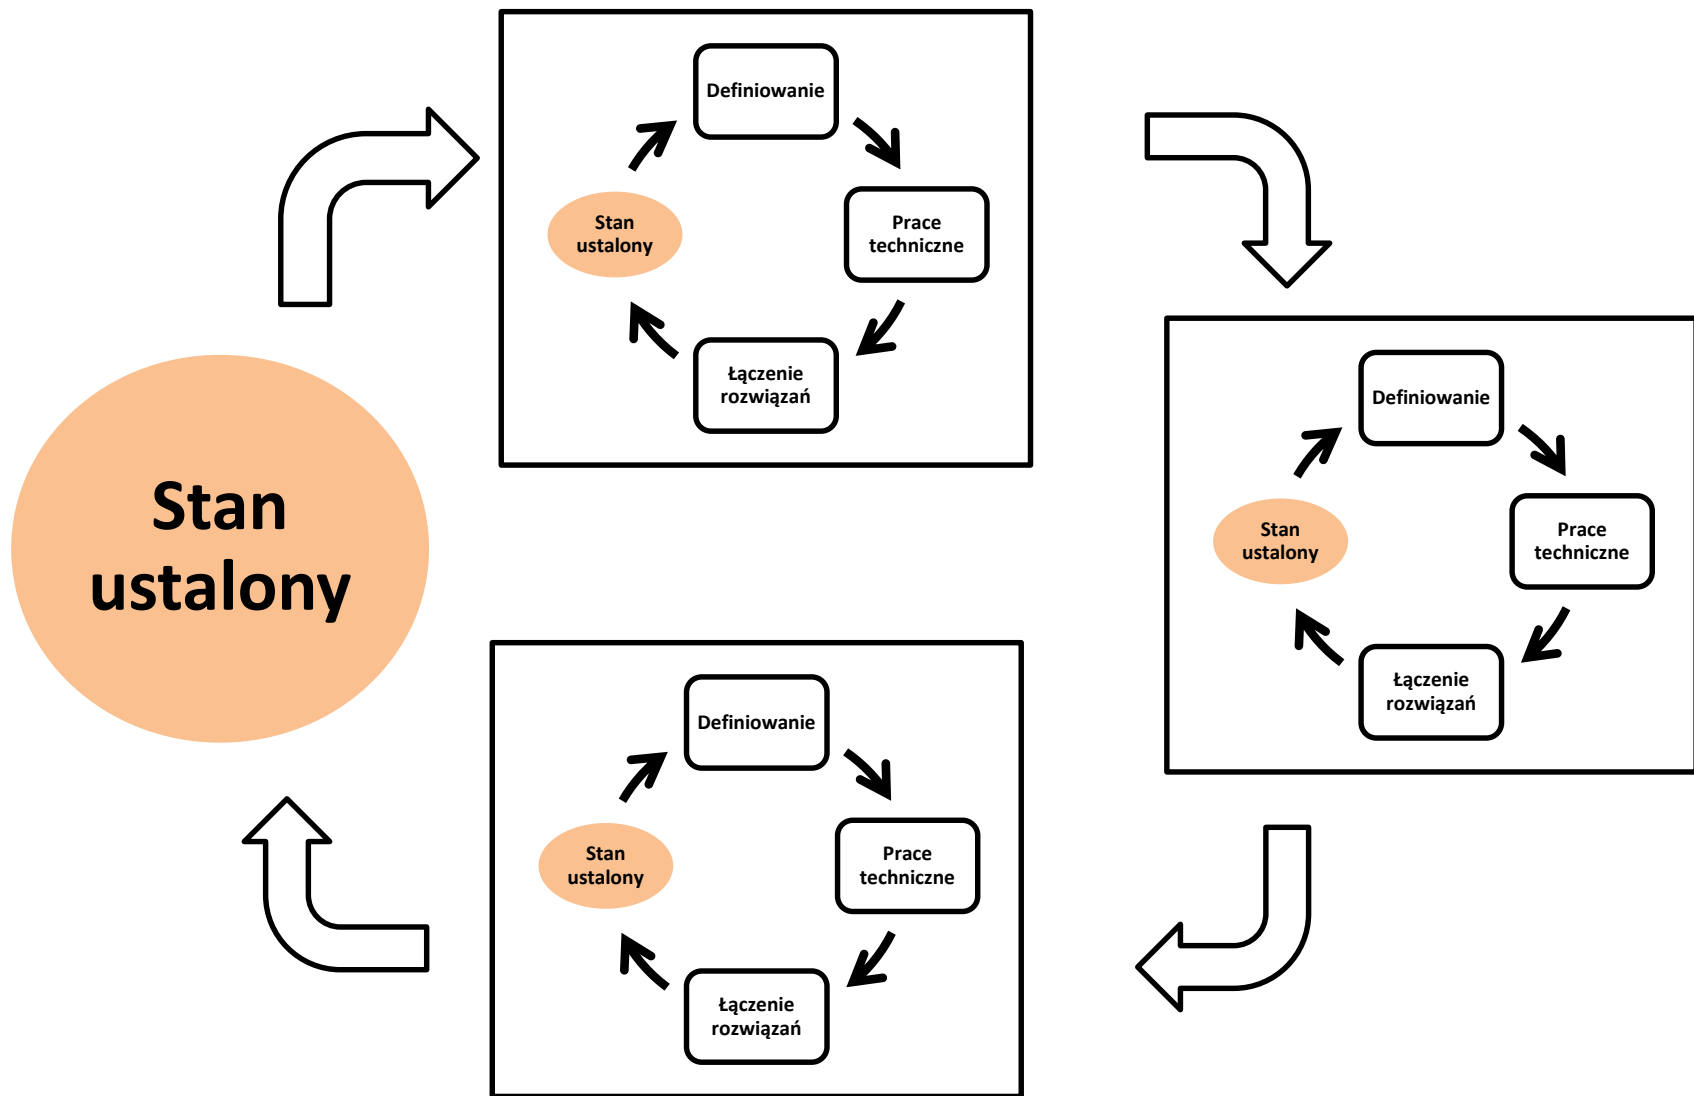 Definiowanie
Stan
ustalony
Prace
techniczne
Łączenie
rozwiązań
Definiowanie
Stan
ustalony
Prace
techniczne
Łączenie
rozwiązań
Stan
ustalony
Definiowanie
Stan
ustalony
Prace
techniczne
Łączenie
rozwiązań